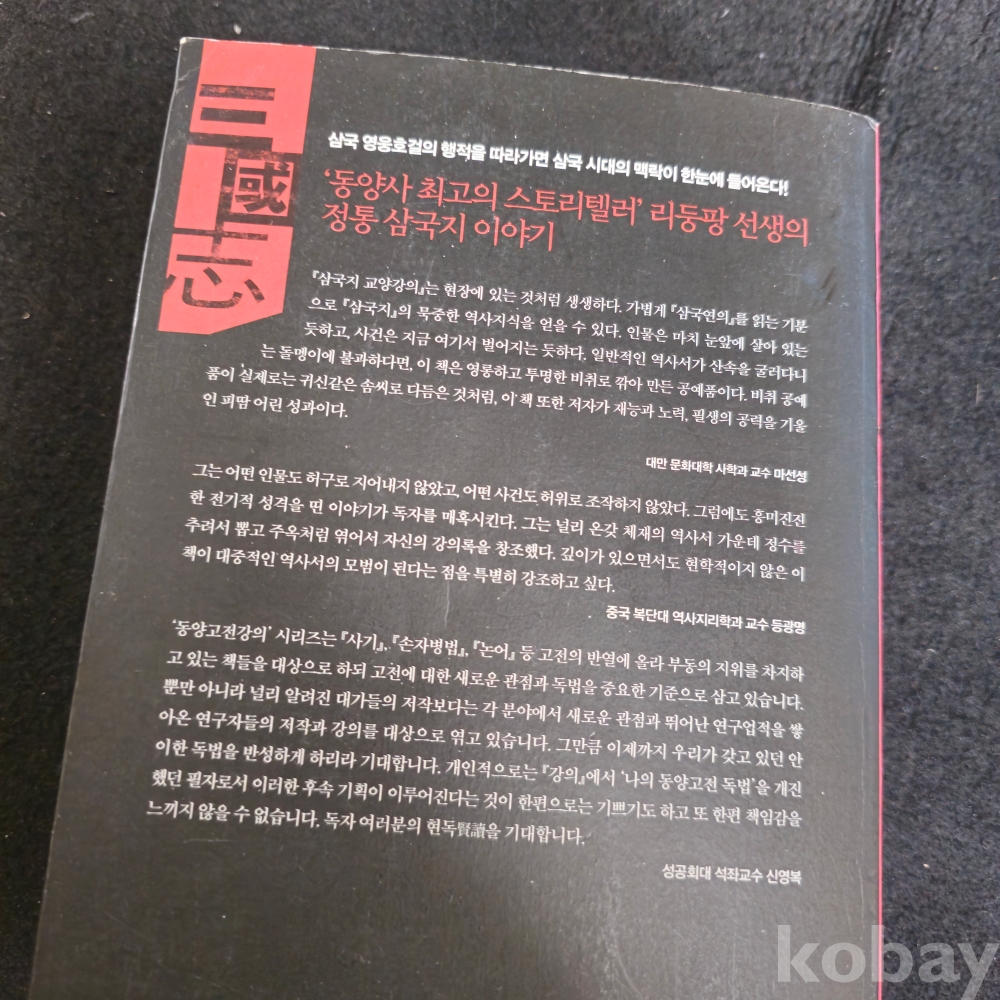 三國志
삼국 영웅호걸의 행적을 따라가면 삼국 시대의 맥락이 한눈에 들어온다!
‘동양사 최고의 스토리텔러’ 리등팡 선생의
정통 삼국지 이야기
『삼국지 교양강의』는 현장에 있는 것처럼 생생하다. 가볍게 『삼국연의』를 읽는 기분
으로 『삼국지』의 묵중한 역사지식을 얻을 수 있다. 인물은 마치 눈앞에 살아 있는
듯하고, 사건은 지금 여기서 벌어지는 듯하다. 일반적인 역사서가 산속을 굴러다니
는 돌멩이에 불과하다면, 이 책은 영롱하고 투명한 비취로 깎아 만든 공예품이다. 비취 공예
품이 실제로는 귀신같은 솜씨로 다듬은 것처럼, 이 책 또한 저자가 재능과 노력, 필생의 공력을 기울
인 피땀 어린 성과이다.
대만 문화대학 사학과 교수 마선성
그는 어떤 인물도 허구로 지어내지 않았고, 어떤 사건도 허위로 조작하지 않았다. 그럼에도 흥미진진
한 전기적 성격을 띤 이야기가 독자를 매혹시킨다. 그는 널리 온갖 체재의 역사서 가운데 정수를
추려서 뽑고 주옥처럼 엮어서 자신의 강의록을 창조했다. 깊이가 있으면서도 현학적이지 않은 이
책이 대중적인 역사서의 모범이 된다는 점을 특별히 강조하고 싶다.
중국 복단대 역사지리학과 교수 등광명
‘동양고전강의’ 시리즈는 『사기』, 『손자병법』, 『논어』 등 고전의 반열에 올라 부동의 지위를 차지하
고 있는 책들을 대상으로 하되 고전에 대한 새로운 관점과 독법을 중요한 기준으로 삼고 있습니다.
뿐만 아니라 널리 알려진 대가들의 저작보다는 각 분야에서 새로운 관점과 뛰어난 연구업적을 쌓
아온 연구자들의 저작과 강의를 대상으로 엮고 있습니다. 그만큼 이제까지 우리가 갖고 있던 안
이한 독법을 반성하게 하리라 기대합니다. 개인적으로는 『강의』에서 ‘나의 동양고전 독법’을 개진
했던 필자로서 이러한 후속 기획이 이루어진다는 것이 한편으로는 기쁘기도 하고 또 한편 책임감을
느끼지 않을 수 없습니다. 독자 여러분의 현독賢讀을 기대합니다.
성공회대 석좌교수 신영복
kobay